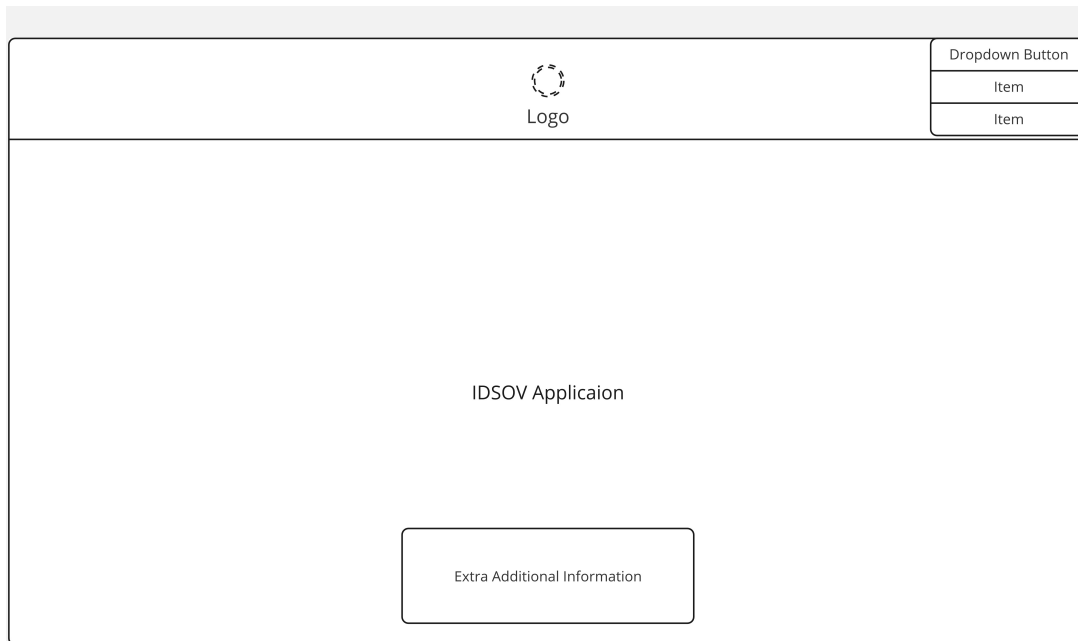 Dropdown Button
Item
Item
Logo
IDSOV Applicaion
Extra Additional Information